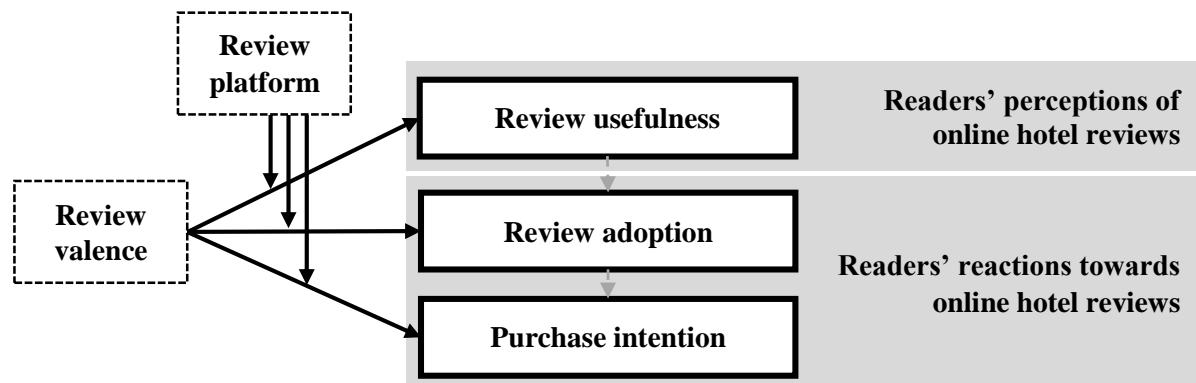 Review
platform
Review usefulness
Readers’ perceptions of
online hotel reviews
Review
valence
Review adoption
Readers’ reactions towards
online hotel reviews
Purchase intention